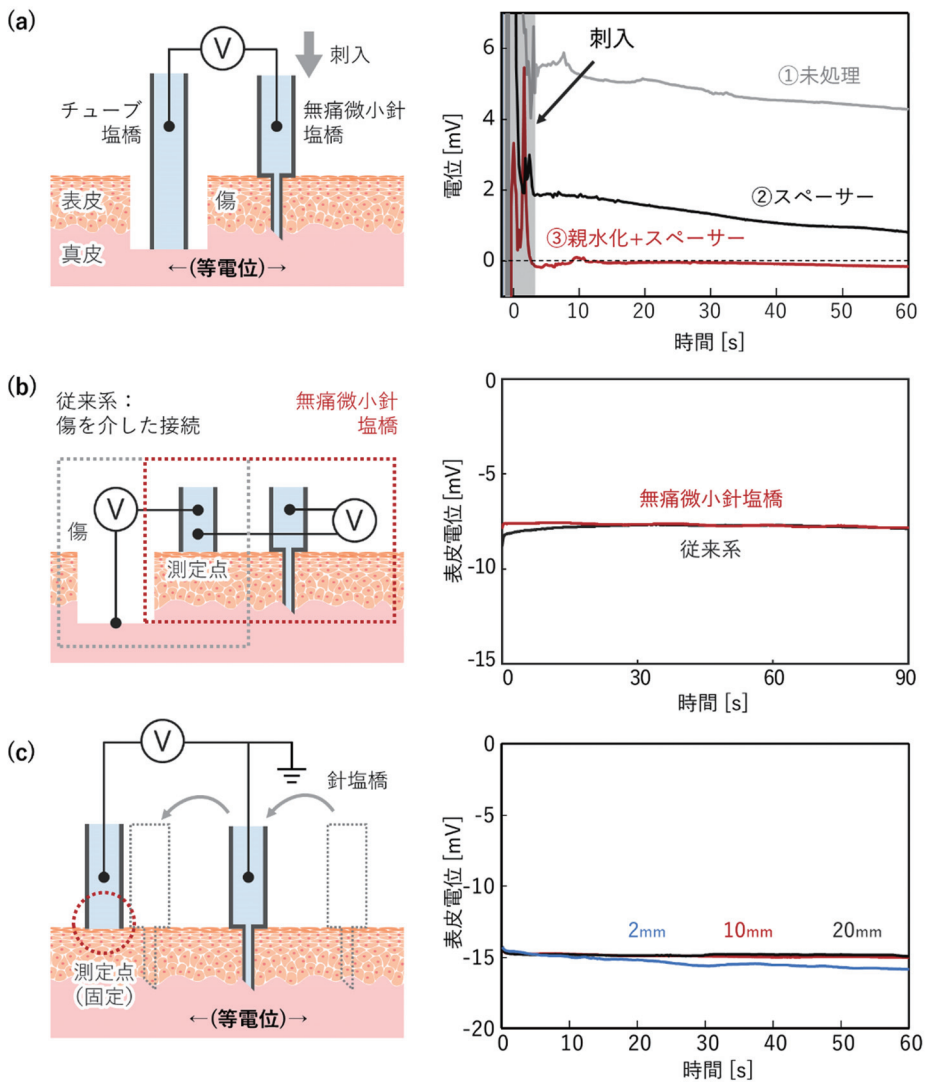 (a)
V
刺入
チューブ
塩橋
無痛微小針
塩橋
表皮
傷
真皮
←(等電位)→
電位 [mV]
6
4
2
0
刺入
①未処理
②スペーサー
③親水化+スペーサー
0
10
20
30
40
50
60
時間 [s]
(b)
従来系：
傷を介した接続
無痛微小針
塩橋
V
V
傷
測定点
表皮電位 [mV]
0
-5
-10
-15
無痛微小針塩橋
従来系
0
30
60
90
時間 [s]
(c)
V
針塩橋
測定点
(固定)
←(等電位)→
表皮電位 [mV]
0
-5
-10
-15
-20
2mm
10mm
20mm
0
10
20
30
40
50
60
時間 [s]